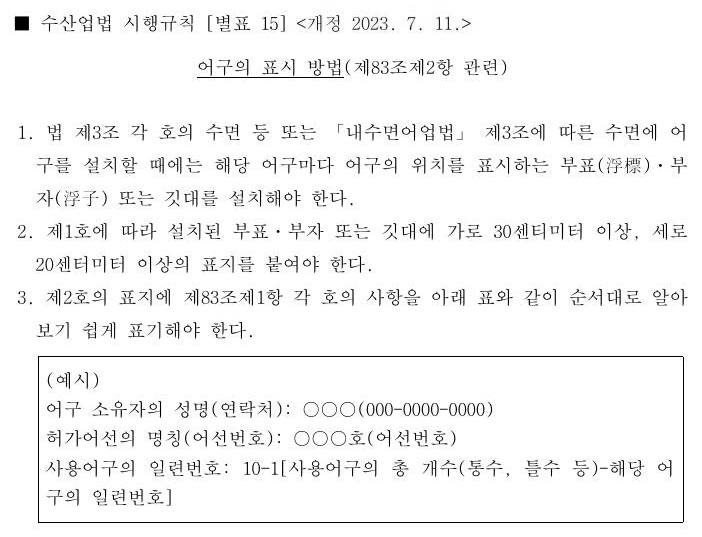 ■ 수산업법 시행규칙 [별표 15] <개정 2023. 7. 11.>
어구의 표시 방법(제83조제2항 관련)
1. 법 제3조 각 호의 수면 등 또는 「내수면어업법」 제3조에 따른 수면에 어
구를 설치할 때에는 해당 어구마다 어구의 위치를 표시하는 부표(浮標)·부
자(浮子) 또는 깃대를 설치해야 한다.
2. 제1호에 따라 설치된 부표·부자 또는 깃대에 가로 30센티미터 이상, 세로
20센터미터 이상의 표지를 붙여야 한다.
3. 제2호의 표지에 제83조제1항 각 호의 사항을 아래 표와 같이 순서대로 알아
보기 쉽게 표기해야 한다.
(예시)
어구 소유자의 성명(연락처): ○○○(000-0000-0000)
허가어선의 명칭(어선번호): ○○○호(어선번호)
사용어구의 일련번호: 10-1[사용어구의 총 개수(통수, 틀수 등)-해당 어
구의 일련번호]